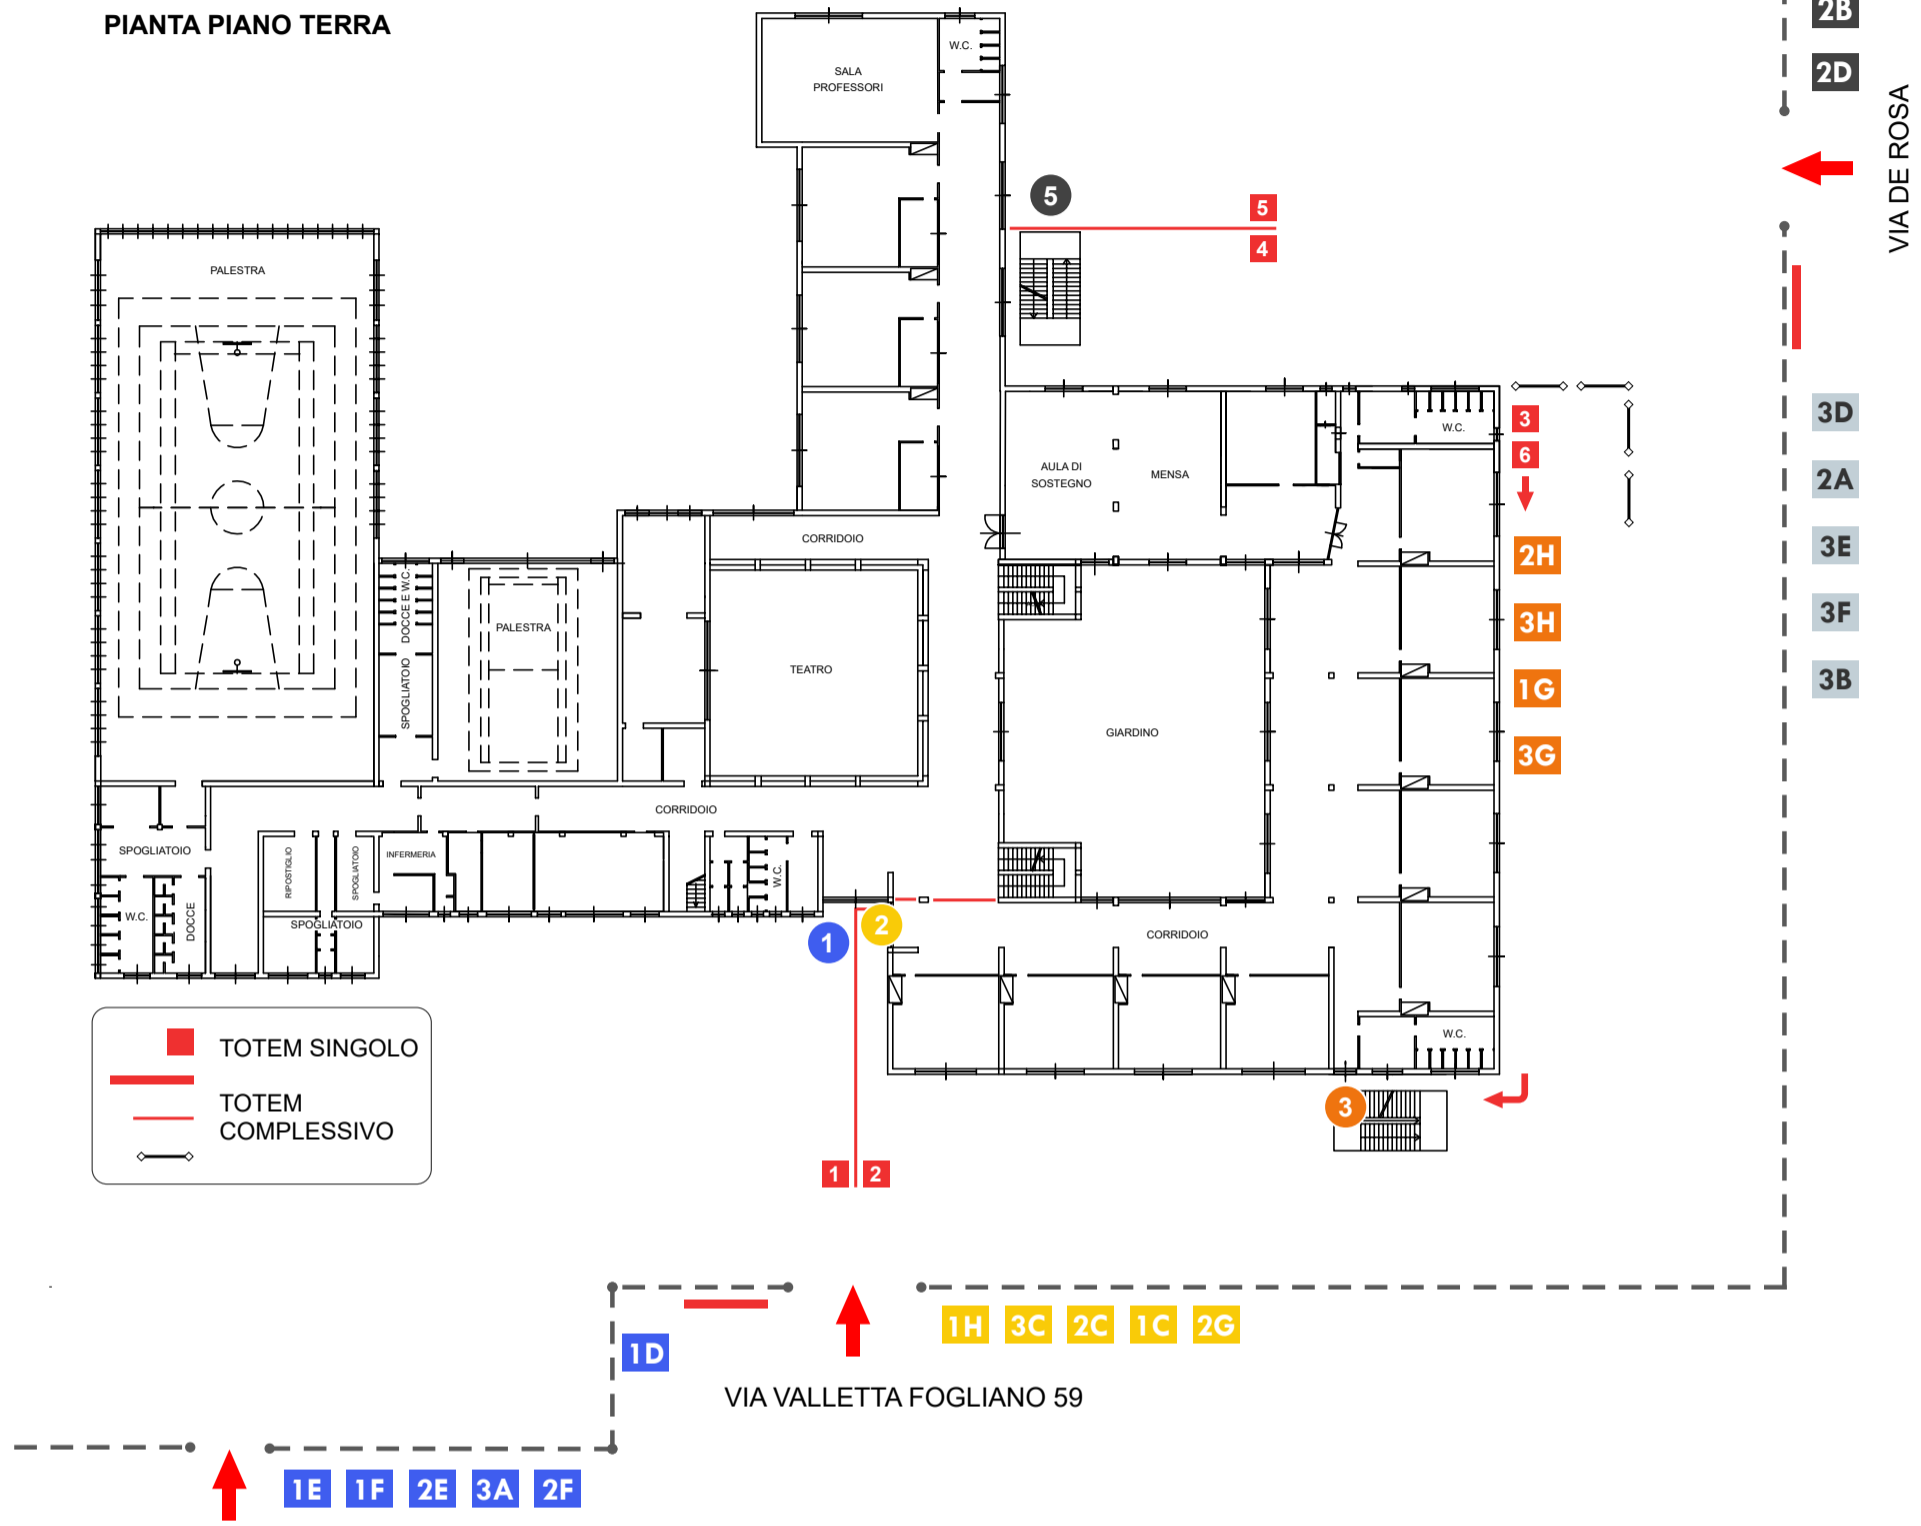 PIANTA PIANO TERRA
2B
2D
VIA DE ROSA
W.C.
SALA
PROFESSORI
5
5
4
PALESTRA
3
6
W.C.
3D
2A
3E
3F
3B
AULA DI
SOSTEGNO
MENSA
CORRIDOIO
2H
3H
1G
3G
DOCCE E W.C.
SPOGLIATOIO
PALESTRA
TEATRO
GIARDINO
CORRIDOIO
SPOGLIATOIO
RIPOSTIGLIO
SPOGLIATOIO
INFERMERIA
W.C.
W.C.
DOCCE
SPOGLIATOIO
1
2
CORRIDOIO
W.C.
3
TOTEM SINGOLO
TOTEM
COMPLESSIVO
1
2
1H 3C 2C 1C 2G
1D
VIA VALLETTA FOGLIANO 59
1E 1F 2E 3A 2F